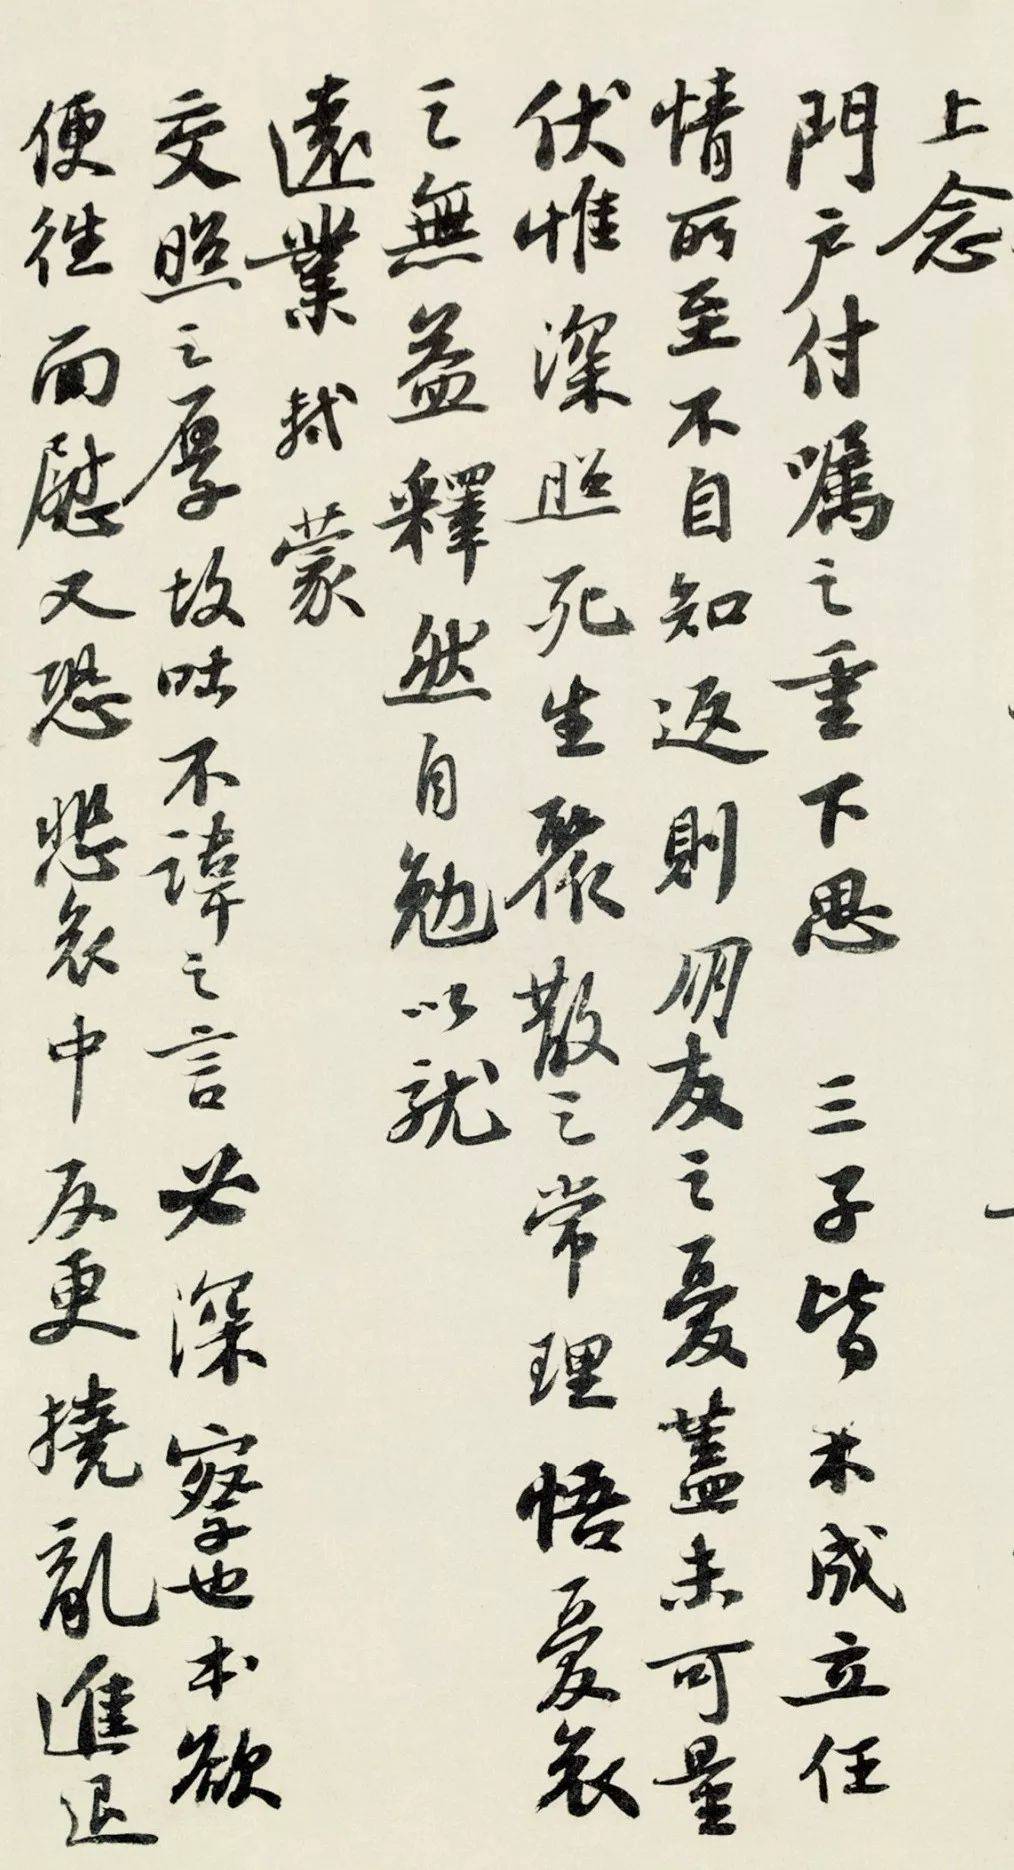 上念
門户付囑之重下思三子皆未成立任
情所至不自知返則朋友之憂蓋未可量
伏惟深照死生聚散之常理悟憂哀
之無益釋然自勉以就
遠業軾蒙
交照之厚故吐不諱之言必深察也本欲
便往面慰又恐悲哀中反更撓亂進退